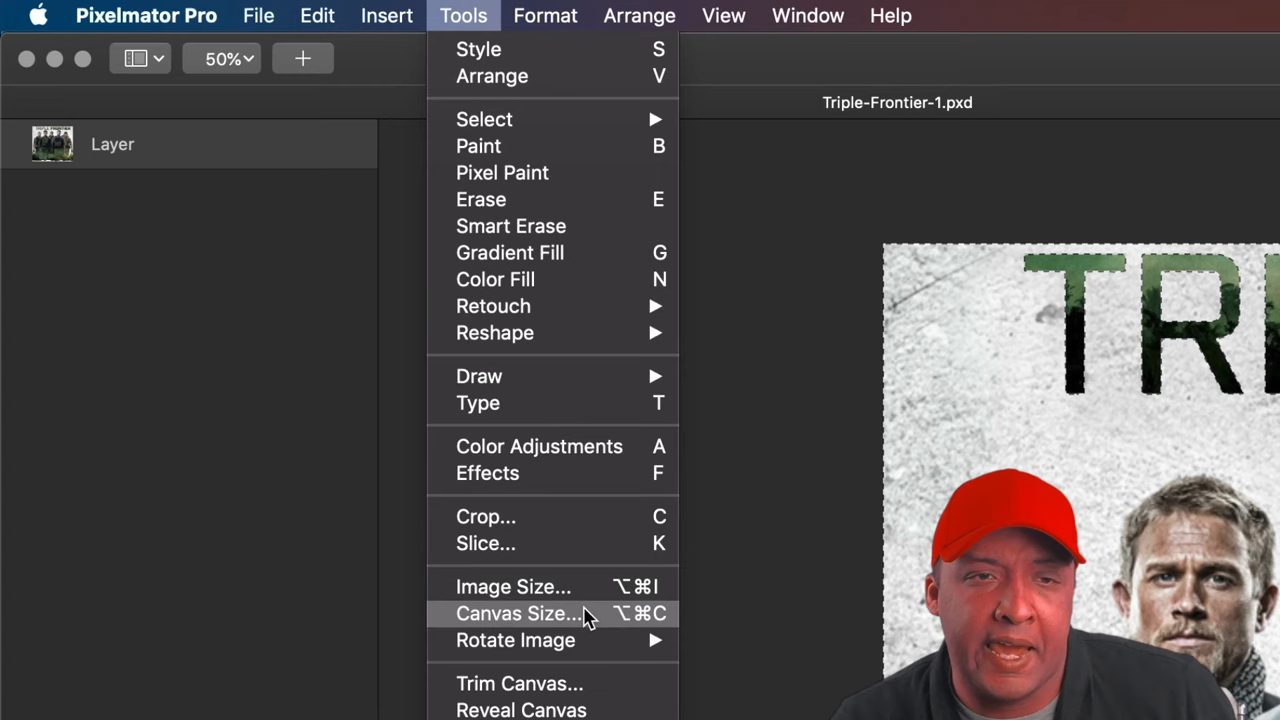 Pixelmator Pro File Edit Insert Tools Format Arrange View Window Help
50%
Triple-Frontier-1.pxd
Layer
Style S
Arrange V
Select
Paint B
Pixel Paint
Erase E
Smart Erase
Gradient Fill G
Color Fill N
Retouch
Reshape
Draw
Type T
Color Adjustments A
Effects F
Crop... C
Slice... K
Image Size... ⌥⌘I
Canvas Size... ⌥⌘C
Rotate Image
Trim Canvas...
Reveal Canvas
TR